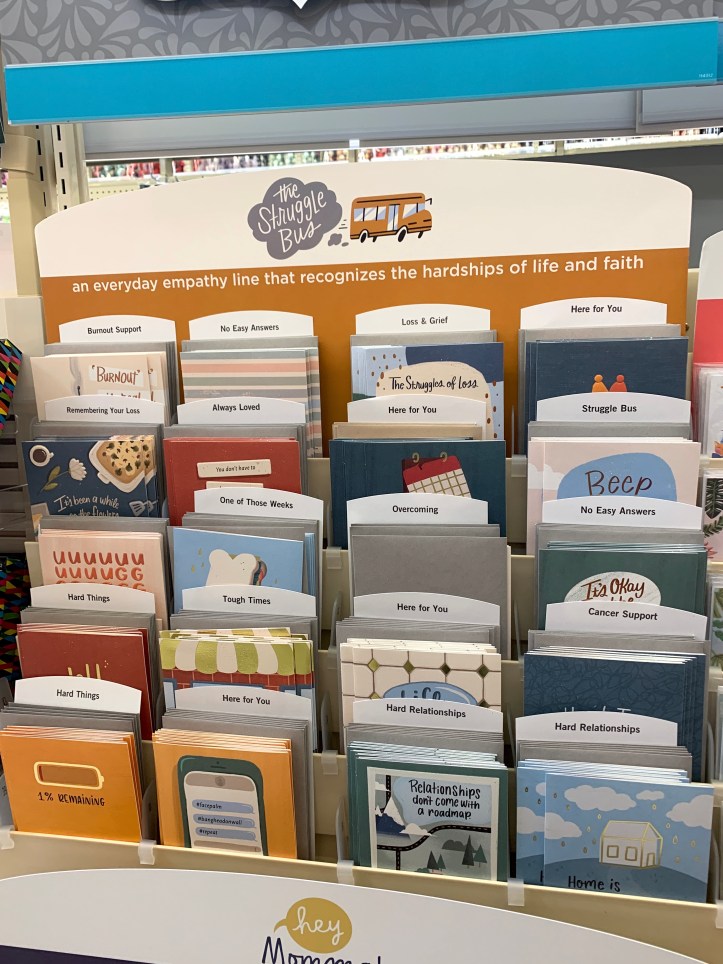 the
Struggle
Bus
an everyday empathy line that recognizes the hardships of life and faith
Burnout Support
No Easy Answers
Loss & Grief
Here for You
"BURNOUT"
The Struggles of Loss
Remembering Your Loss
Always Loved
Here for You
Struggle Bus
It's been a while
You don't have to
Beep
One of Those Weeks
Overcoming
No Easy Answers
UUUUUU
UUUUGG
It's Okay
Hard Things
Tough Times
Here for You
Cancer Support
Life
Hard Things
Here for You
Hard Relationships
Hard Relationships
1% REMAINING
#facepalm
#bangheadonwall
#repeat
Relationships
don't come with
a roadmap
Home is
hey